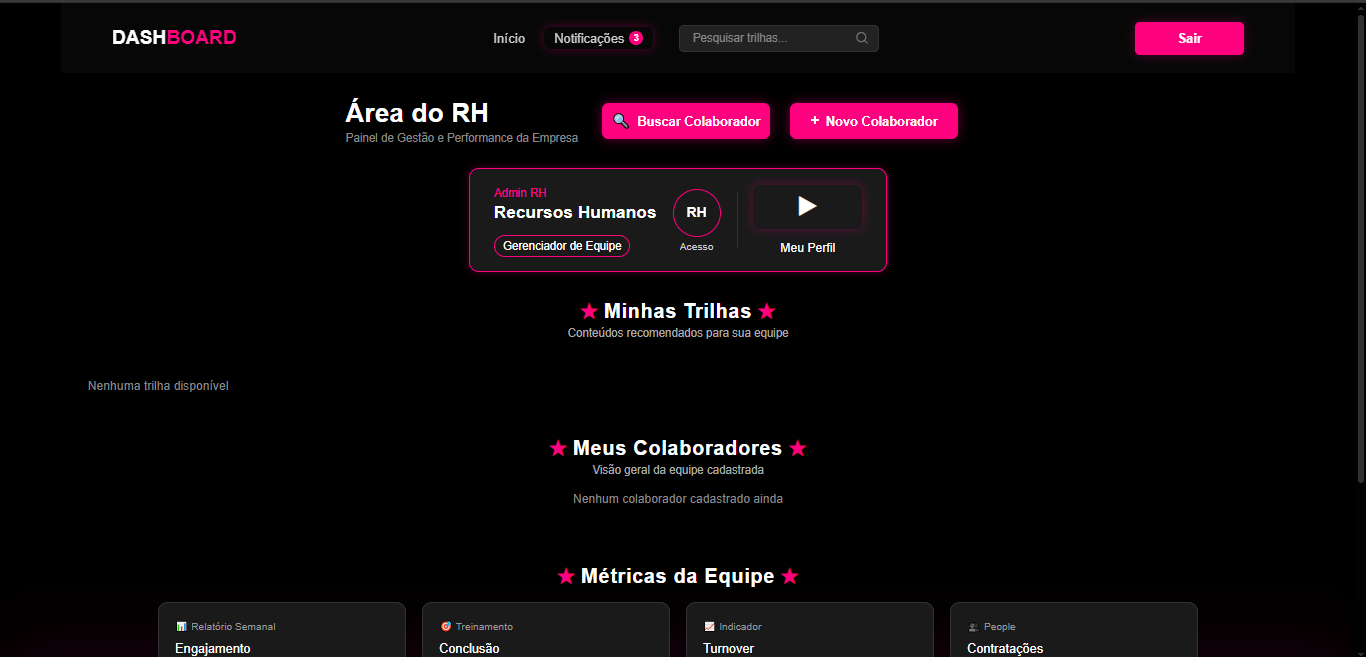 DASHBOARD
Início
Notificações 3
Pesquisar trilhas...
Sair
Área do RH
Painel de Gestão e Performance da Empresa
Buscar Colaborador
+ Novo Colaborador
Admin RH
Recursos Humanos
Gerenciador de Equipe
RH
Acesso
Meu Perfil
★ Minhas Trilhas ★
Conteúdos recomendados para sua equipe
Nenhuma trilha disponível
★ Meus Colaboradores ★
Visão geral da equipe cadastrada
Nenhum colaborador cadastrado ainda
★ Métricas da Equipe ★
Relatório Semanal
Engajamento
Treinamento
Conclusão
Indicador
Turnover
People
Contratações